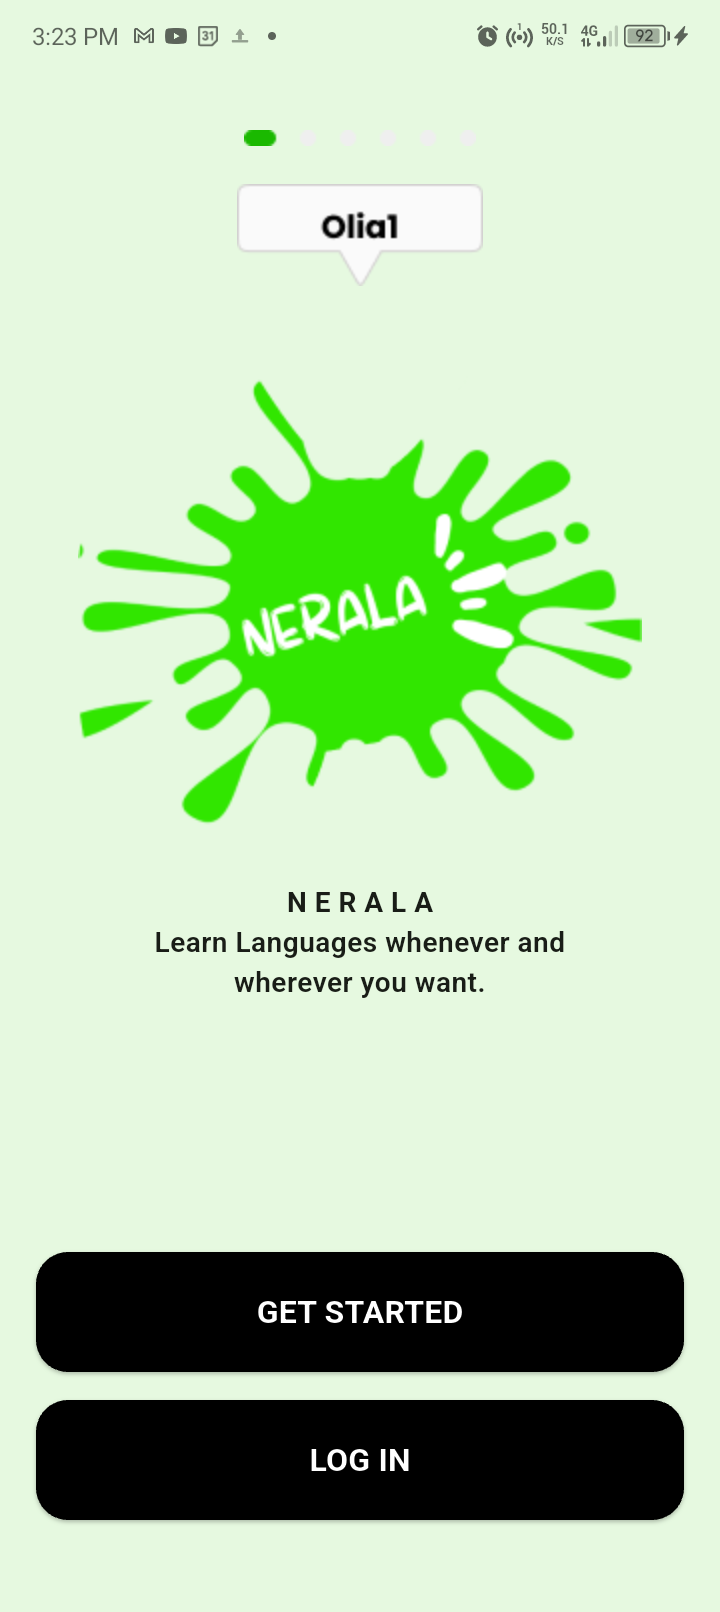 3:23 PM 31 1 50.1 K/S 4G 92
Olia1
NERALA
NERALA
Learn Languages whenever and
wherever you want.
GET STARTED
LOG IN